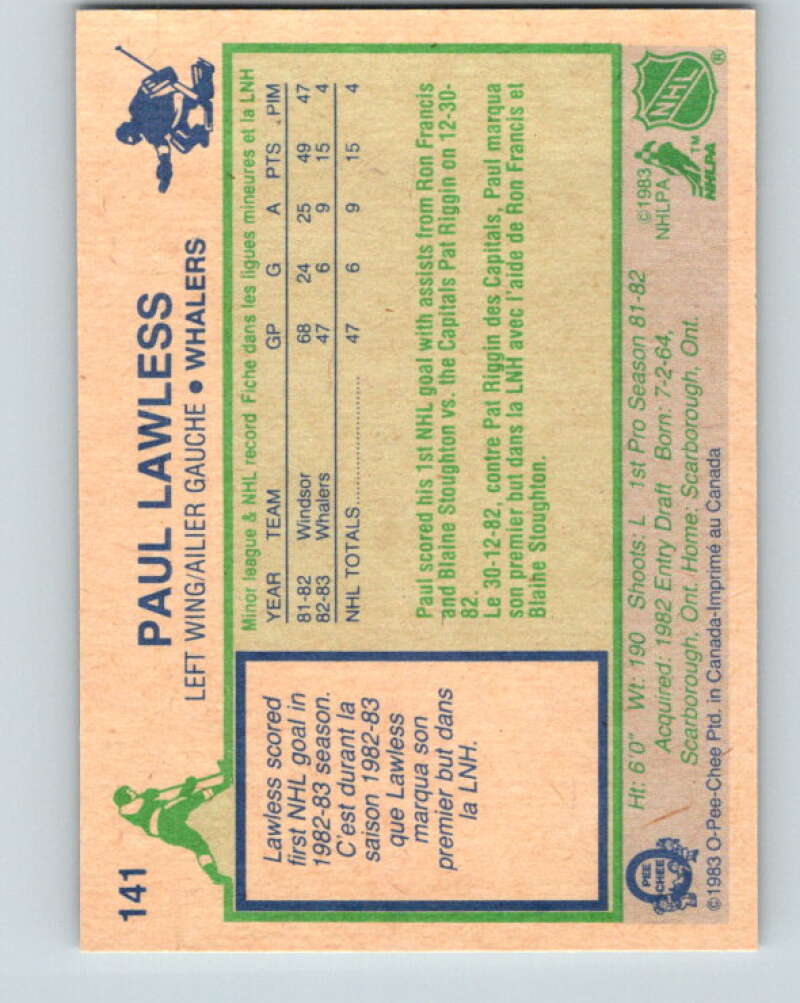 141
PAUL LAWLESS
LEFT WING/AILIER GAUCHE • WHALERS
Lawless scored
first NHL goal in
1982-83 season.
C'est durant la
saison 1982-83
que Lawless
marqua son
premier but dans
la LNH.
Minor league & NHL record Fiche dans les ligues mineures et la LNH
YEAR TEAM GP G A PTS PIM
81-82 Windsor 68 24 25 49 47
82-83 Whalers 47 6 9 15 4
NHL TOTALS 47 6 9 15 4
Paul scored his 1st NHL goal with assists from Ron Francis
and Blaine Stoughton vs. the Capitals Pat Riggin on 12-30-
82.
Le 30-12-82, contre Pat Riggin des Capitals, Paul marqua
son premier but dans la LNH avec l'aide de Ron Francis et
Blaine Stoughton.
Ht: 6'0" Wt: 190 Shoots: L 1st Pro Season 81-82
Acquired: 1982 Entry Draft Born: 7-2-64,
Scarborough, Ont. Home: Scarborough, Ont.
©1983 O-Pee-Chee Ptd. in Canada-Imprimé au Canada
O
PEE
CHEE
©1983
NHLPA
NHL
®
TM
NHLPA